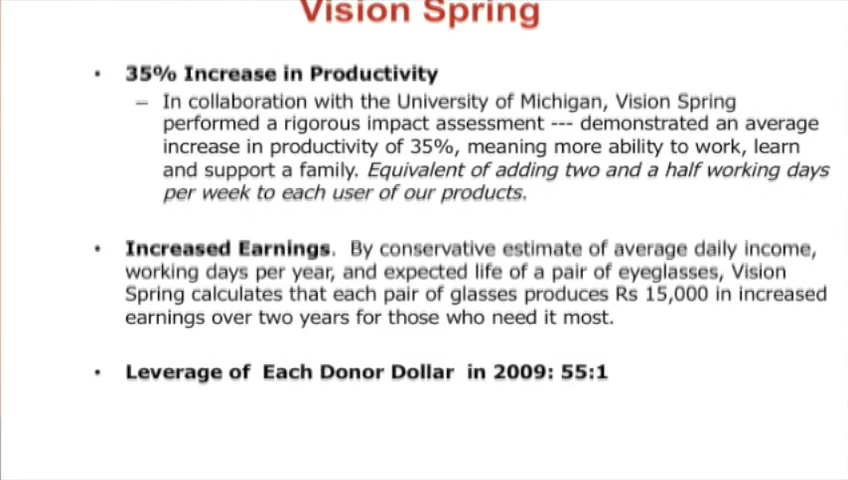 Vision Spring
• 35% Increase in Productivity
– In collaboration with the University of Michigan, Vision Spring
performed a rigorous impact assessment --- demonstrated an average
increase in productivity of 35%, meaning more ability to work, learn
and support a family. Equivalent of adding two and a half working days
per week to each user of our products.
• Increased Earnings. By conservative estimate of average daily income,
working days per year, and expected life of a pair of eyeglasses, Vision
Spring calculates that each pair of glasses produces Rs 15,000 in increased
earnings over two years for those who need it most.
• Leverage of Each Donor Dollar in 2009: 55:1